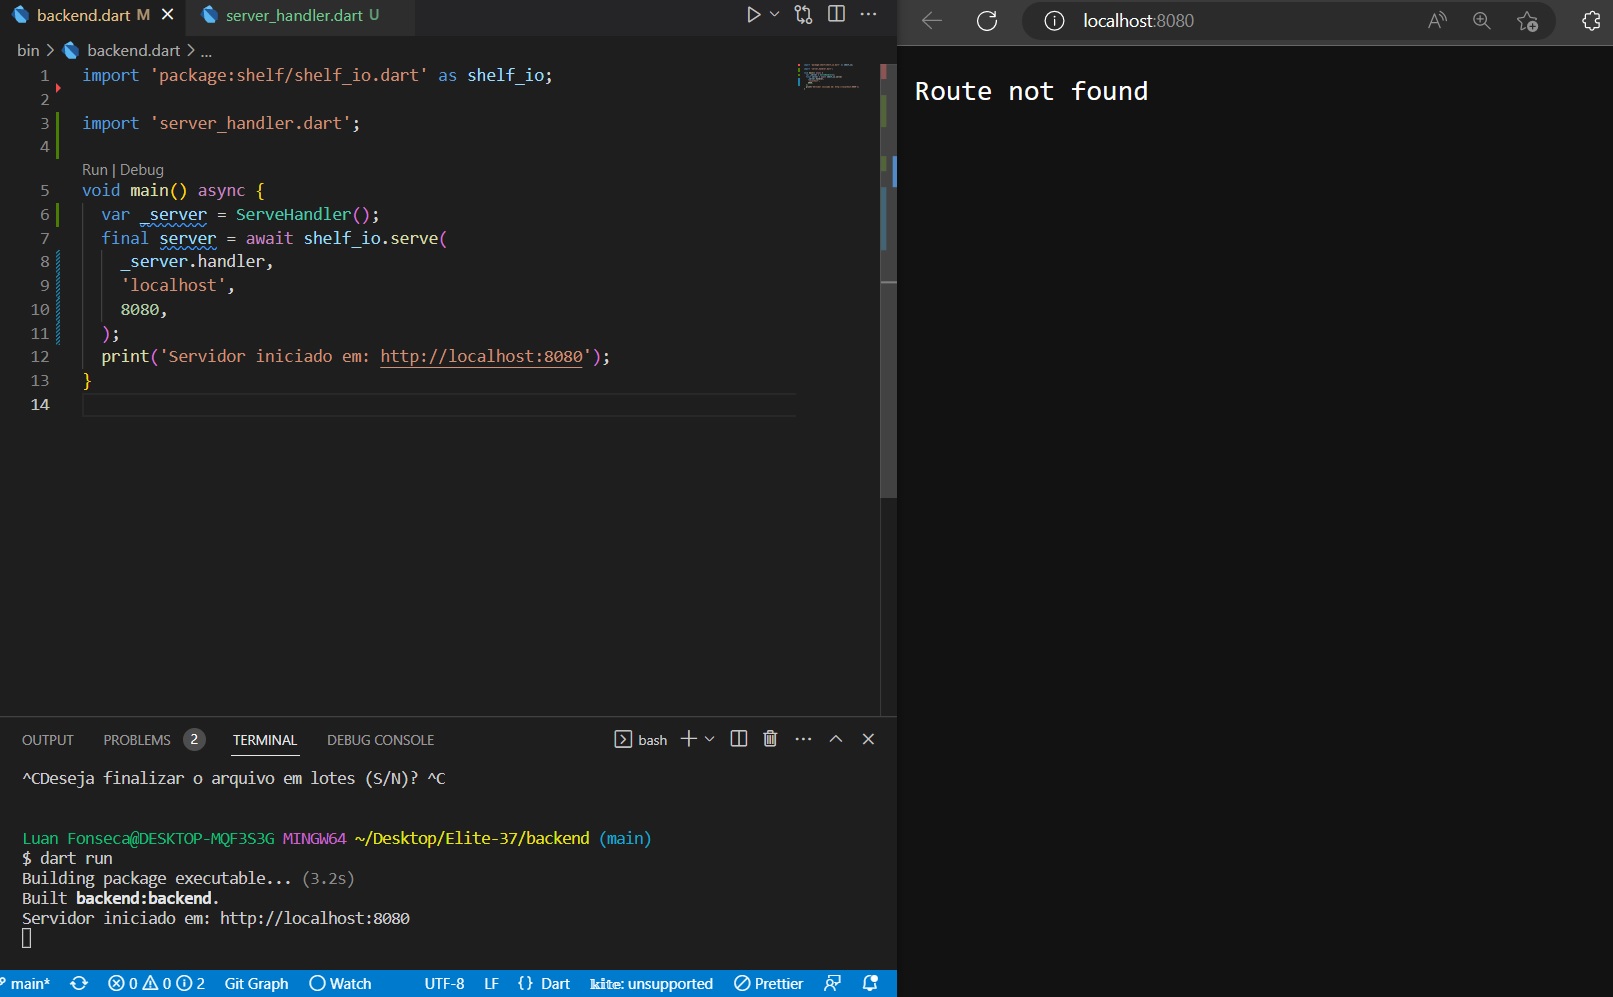 backend.dart M
server_handler.dart U
bin > backend.dart > ...
1 import 'package:shelf/shelf_io.dart' as shelf_io;
2
3 import 'server_handler.dart';
4
Run | Debug
5 void main() async {
6 var _server = ServeHandler();
7 final server = await shelf_io.serve(
8 _server.handler,
9 'localhost',
10 8080,
11 );
12 print('Servidor iniciado em: http://localhost:8080');
13 }
14
OUTPUT PROBLEMS 2 TERMINAL DEBUG CONSOLE bash
^CDeseja finalizar o arquivo em lotes (S/N)? ^C
Luan Fonseca@DESKTOP-MQF3S3G MINGW64 ~/Desktop/Elite-37/backend (main)
$ dart run
Building package executable... (3.2s)
Built backend:backend.
Servidor iniciado em: http://localhost:8080
main* 0 0 2 Git Graph Watch UTF-8 LF {} Dart kite: unsupported Prettier
localhost:8080
Route not found